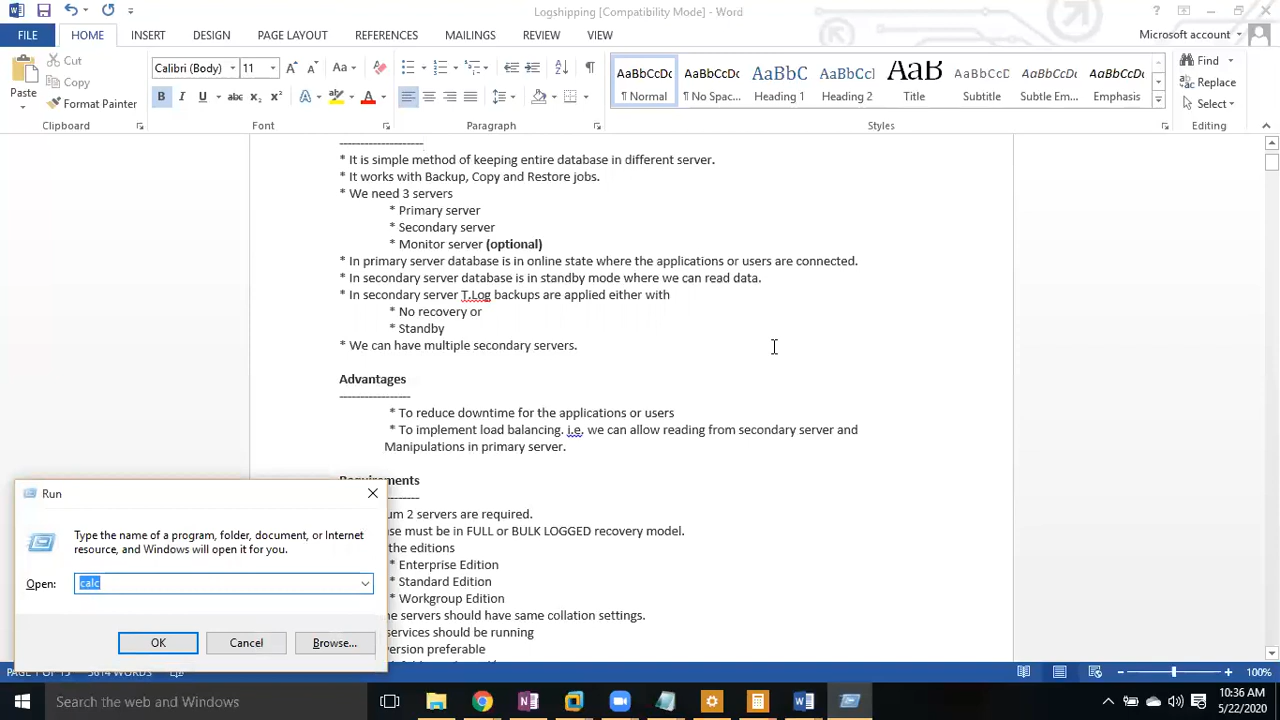 Logshipping [Compatibility Mode] - Word
FILE HOME INSERT DESIGN PAGE LAYOUT REFERENCES MAILINGS REVIEW VIEW Microsoft account
Paste Cut Copy Format Painter
Calibri (Body) 11
AaBbCcDc AaBbCcDc AaBbC AaBbCcC AaB AaBbCcD AaBbCcDc AaBbCcDc
¶ Normal ¶ No Spac... Heading 1 Heading 2 Title Subtitle Subtle Em... Emphasis
Find Replace Select
Clipboard Font Paragraph Styles Editing
--------------------
* It is simple method of keeping entire database in different server.
* It works with Backup, Copy and Restore jobs.
* We need 3 servers
* Primary server
* Secondary server
* Monitor server (optional)
* In primary server database is in online state where the applications or users are connected.
* In secondary server database is in standby mode where we can read data.
* In secondary server T.Log backups are applied either with
* No recovery or
* Standby
* We can have multiple secondary servers.
Advantages
-----------------
* To reduce downtime for the applications or users
* To implement load balancing. i.e. we can allow reading from secondary server and
Manipulations in primary server.
Requirements
um 2 servers are required.
ase must be in FULL or BULK LOGGED recovery model.
the editions
* Enterprise Edition
* Standard Edition
* Workgroup Edition
ne servers should have same collation settings.
services should be running
version preferable
Run
Type the name of a program, folder, document, or Internet
resource, and Windows will open it for you.
Open: calc
OK Cancel Browse...
100%
Search the web and Windows
10:36 AM
5/22/2020